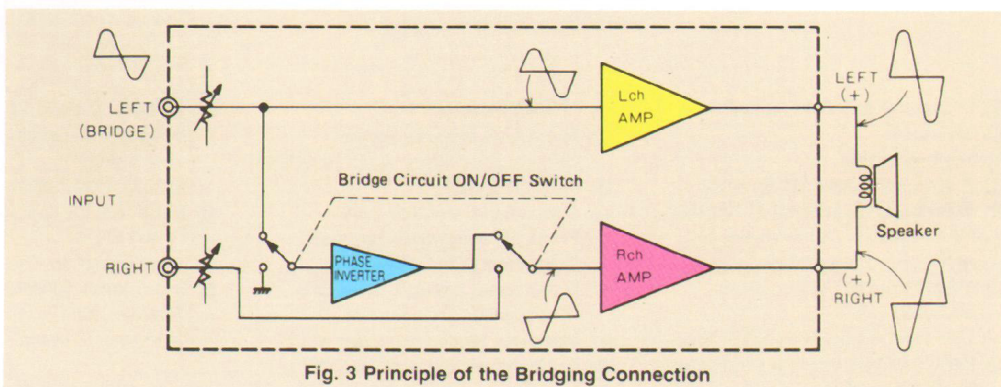 LEFT
(BRIDGE)
INPUT
RIGHT
Bridge Circuit ON/OFF Switch
PHASE
INVERTER
Lch
AMP
Rch
AMP
LEFT
(+)
Speaker
(+)
RIGHT
Fig. 3 Principle of the Bridging Connection